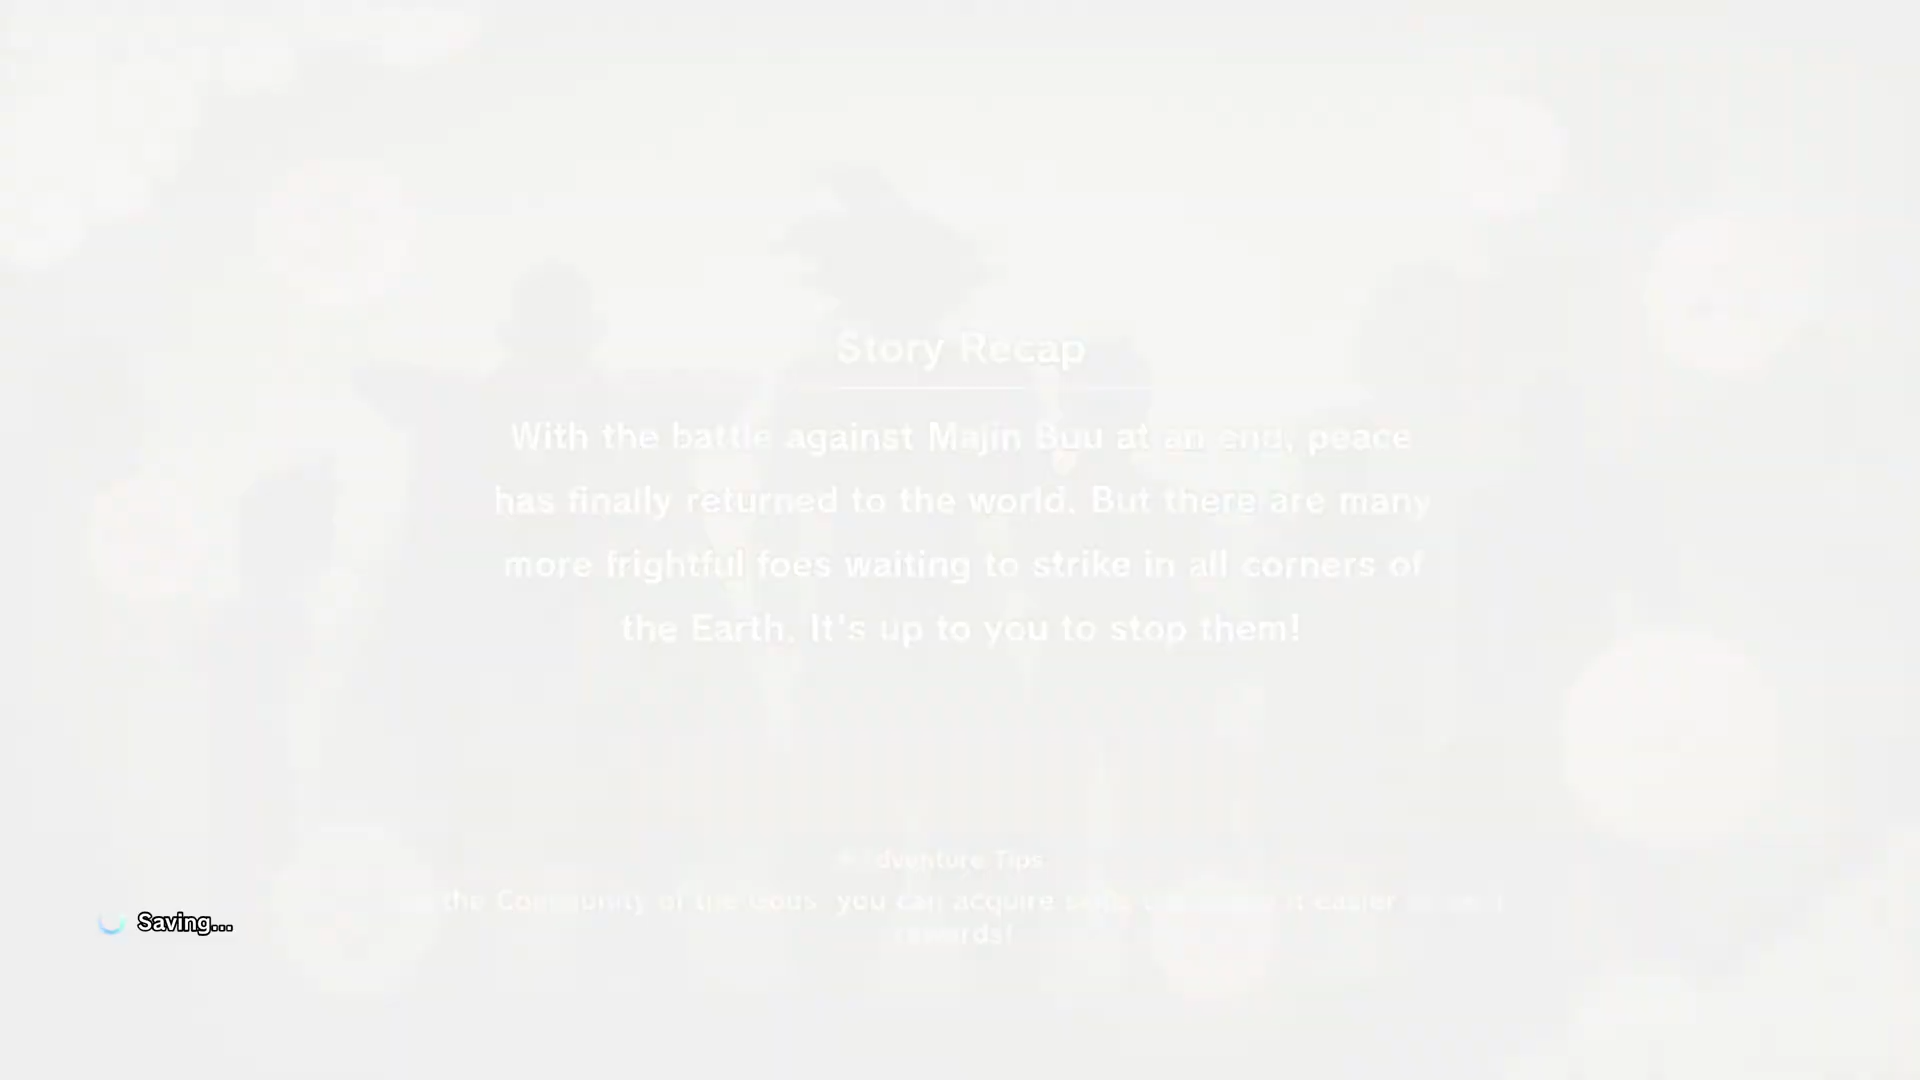 Story Recap
With the battle against Majin Buu at an end, peace
has finally returned to the world. But there are many
more frightful foes waiting to strike in all corners of
the Earth. It's up to you to stop them!
Adventure Tips
the Community of the Gods, you can acquire easier
rewards!
Saving...